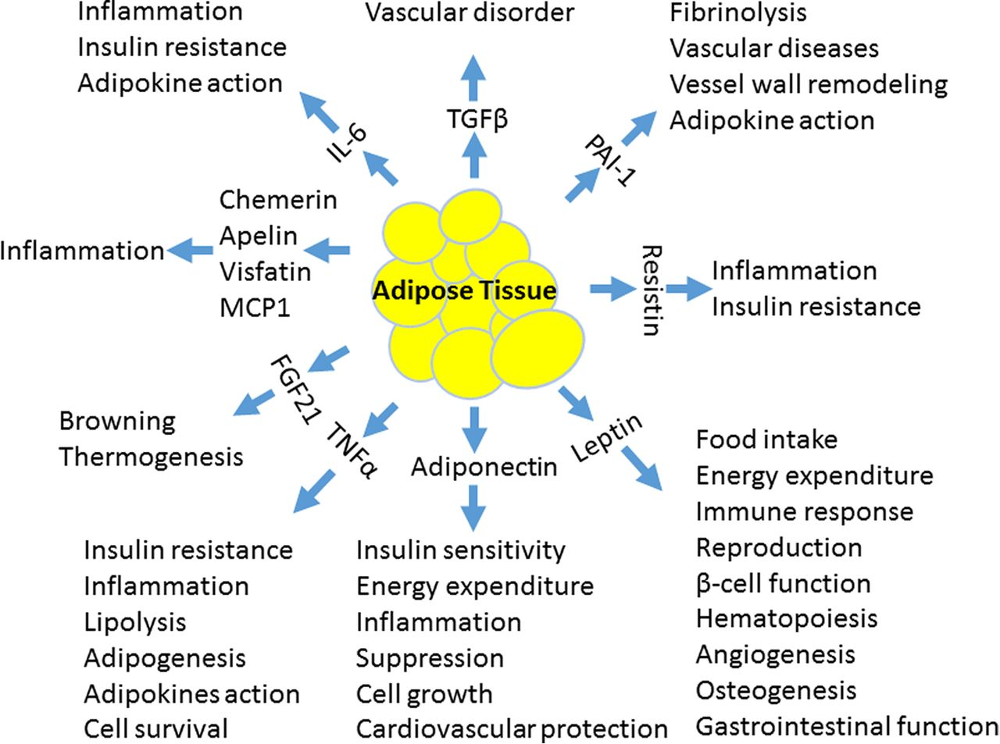 Inflammation
Insulin resistance
Adipokine action
IL-6
Vascular disorder
TGFβ
Fibrinolysis
Vascular diseases
Vessel wall remodeling
Adipokine action
PAI-1
Chemerin
Apelin
Visfatin
MCP1
Inflammation
Adipose Tissue
Resistin
Inflammation
Insulin resistance
FGF21
Browning
Thermogenesis
TNFα
Insulin resistance
Inflammation
Lipolysis
Adipogenesis
Adipokines action
Cell survival
Adiponectin
Insulin sensitivity
Energy expenditure
Inflammation
Suppression
Cell growth
Cardiovascular protection
Leptin
Food intake
Energy expenditure
Immune response
Reproduction
β-cell function
Hematopoiesis
Angiogenesis
Osteogenesis
Gastrointestinal function